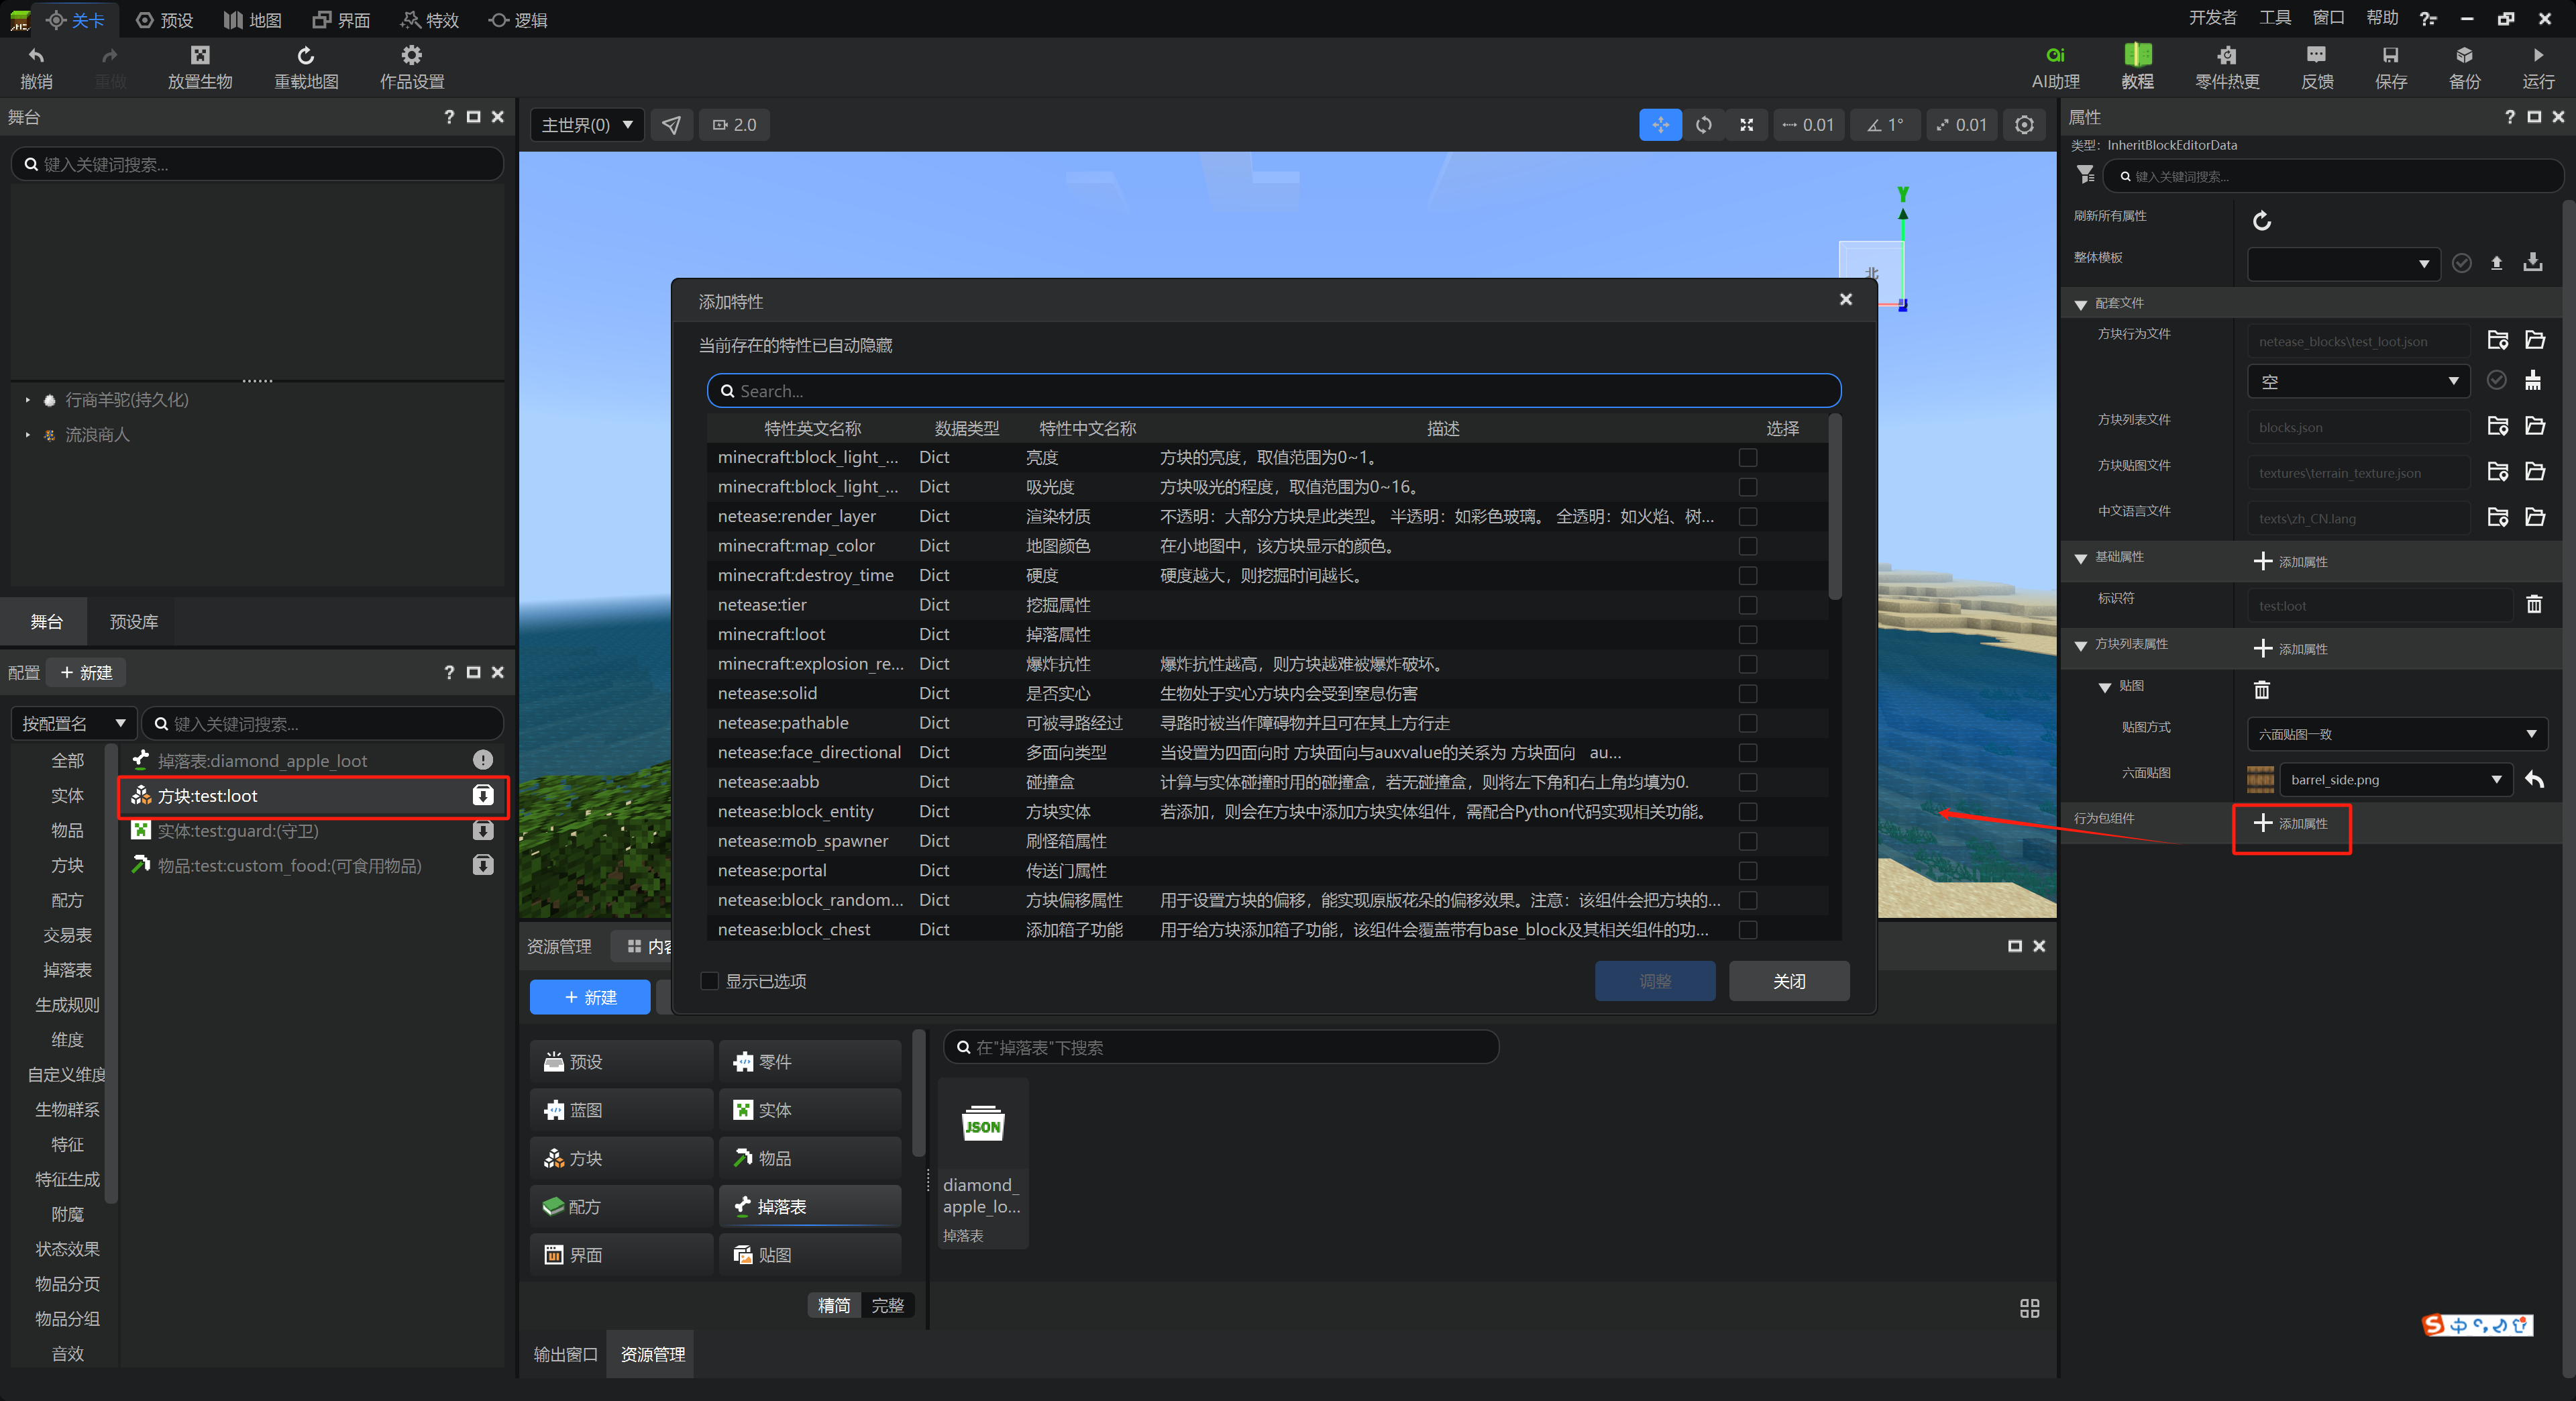 关卡 预设 地图 界面 特效 逻辑 开发者 工具 窗口 帮助
撤销 重做 放置生物 重载地图 作品设置 AI助理 教程 零件热更 反馈 保存 备份 运行
舞台
键入关键词搜索...
行商羊驼(持久化)
流浪商人
舞台 预设库
配置 + 新建
按配置名 键入关键词搜索...
全部
实体
物品
方块
配方
交易表
掉落表
生成规则
维度
自定义维度
生物群系
特征
特征生成
附魔
状态效果
物品分页
物品分组
音效
掉落表:diamond_apple_loot
方块:test:loot
实体:test:guard:(守卫)
物品:test:custom_food:(可食用物品)
主世界(0) 2.0 0.01 1° 0.01
Y
北
添加特性
当前存在的特性已自动隐藏
Search...
特性英文名称 数据类型 特性中文名称 描述 选择
minecraft:block_light_... Dict 亮度 方块的亮度，取值范围为0~1。
minecraft:block_light_... Dict 吸光度 方块吸光的程度，取值范围为0~16。
netease:render_layer Dict 渲染材质 不透明：大部分方块是此类型。 半透明：如彩色玻璃。 全透明：如火焰、树...
minecraft:map_color Dict 地图颜色 在小地图中，该方块显示的颜色。
minecraft:destroy_time Dict 硬度 硬度越大，则挖掘时间越长。
netease:tier Dict 挖掘属性
minecraft:loot Dict 掉落属性
minecraft:explosion_re... Dict 爆炸抗性 爆炸抗性越高，则方块越难被爆炸破坏。
netease:solid Dict 是否实心 生物处于实心方块内会受到窒息伤害
netease:pathable Dict 可被寻路经过 寻路时被当作障碍物并且可在其上方行走
netease:face_directional Dict 多面向类型 当设置为四面向时 方块面向与auxvalue的关系为 方块面向 au...
netease:aabb Dict 碰撞盒 计算与实体碰撞时用的碰撞盒，若无碰撞盒，则将左下角和右上角均填为0.
netease:block_entity Dict 方块实体 若添加，则会在方块中添加方块实体组件，需配合Python代码实现相关功能。
netease:mob_spawner Dict 刷怪箱属性
netease:portal Dict 传送门属性
netease:block_random... Dict 方块偏移属性 用于设置方块的偏移，能实现原版花朵的偏移效果。注意：该组件会把方块的...
netease:block_chest Dict 添加箱子功能 用于给方块添加箱子功能，该组件会覆盖带有base_block及其相关组件的功...
显示已选项 调整 关闭
资源管理 内容
+ 新建
预设 零件
蓝图 实体
方块 物品
配方 掉落表
界面 贴图
精简 完整
在"掉落表"下搜索
JSON
diamond_
apple_lo...
掉落表
输出窗口 资源管理
属性
类型：InheritBlockEditorData
键入关键词搜索...
刷新所有属性
整体模板
配套文件
方块行为文件 netease_blocks\test_loot.json
空
方块列表文件 blocks.json
方块贴图文件 textures\terrain_texture.json
中文语言文件 texts\zh_CN.lang
基础属性 添加属性
标识符 test:loot
方块列表属性 添加属性
贴图
贴图方式 六面贴图一致
六面贴图 barrel_side.png
行为包组件 添加属性
S 中